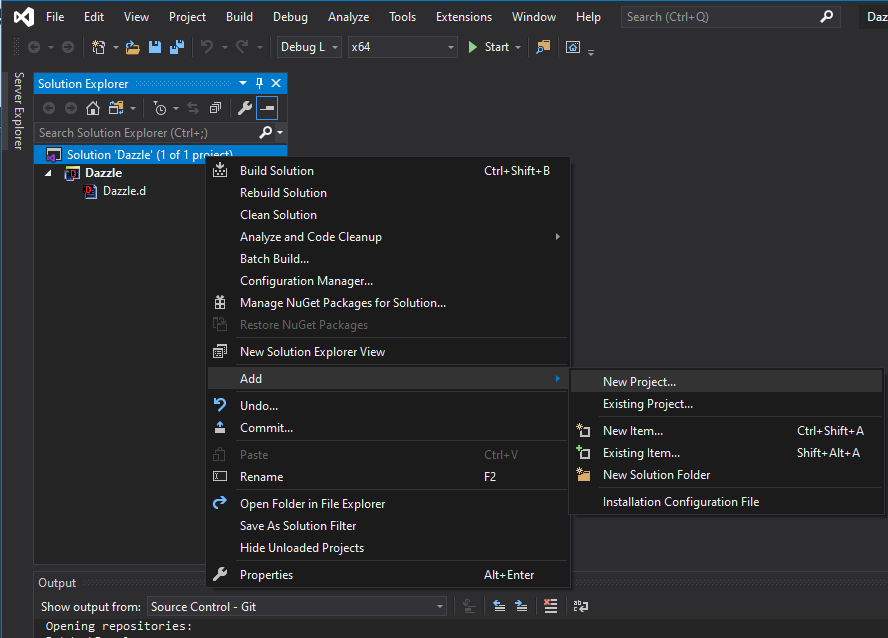 File Edit View Project Build Debug Analyze Tools Extensions Window Help Search (Ctrl+Q) Daz
Debug L x64 Start
Server Explorer
Solution Explorer
Search Solution Explorer (Ctrl+;)
Solution 'Dazzle' (1 of 1 project)
Dazzle
Dazzle.d
Build Solution Ctrl+Shift+B
Rebuild Solution
Clean Solution
Analyze and Code Cleanup
Batch Build...
Configuration Manager...
Manage NuGet Packages for Solution...
Restore NuGet Packages
New Solution Explorer View
Add
Undo...
Commit...
Paste Ctrl+V
Rename F2
Open Folder in File Explorer
Save As Solution Filter
Hide Unloaded Projects
Properties Alt+Enter
New Project...
Existing Project...
New Item... Ctrl+Shift+A
Existing Item... Shift+Alt+A
New Solution Folder
Installation Configuration File
Output
Show output from: Source Control - Git
Opening repositories: